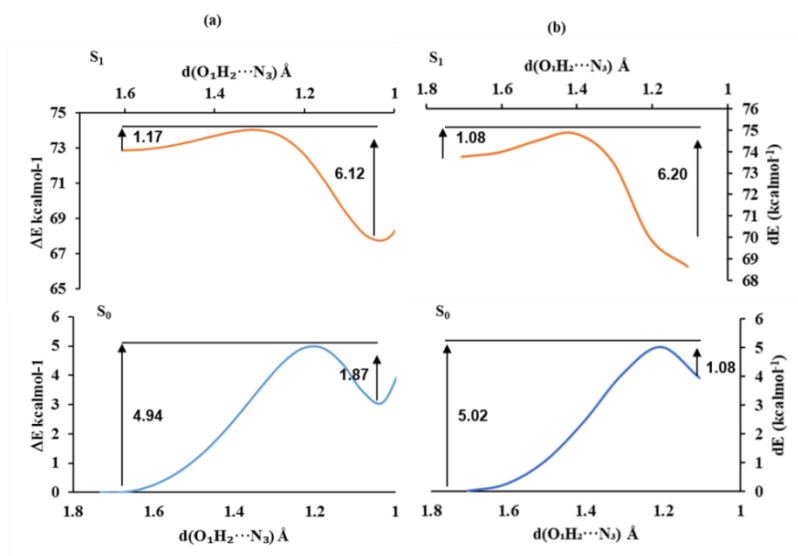 (a)
S₁
d(O₁H₂···N₃) Å
1.6 1.4 1.2 1
75
73
71
69
67
65
ΔE kcalmol-1
1.17
6.12
S₀
6
5
4
3
2
1
0
ΔE kcalmol-1
4.94
1.87
1.8 1.6 1.4 1.2 1
d(O₁H₂···N₃) Å
(b)
S₁
d(O₁H₂···N₃) Å
1.8 1.6 1.4 1.2 1
76
75
74
73
72
71
70
69
68
dE (kcalmol⁻¹)
1.08
6.20
S₀
6
5
4
3
2
1
0
dE (kcalmol⁻¹)
5.02
1.08
1.8 1.6 1.4 1.2 1
d(O₁H₂···N₃) Å